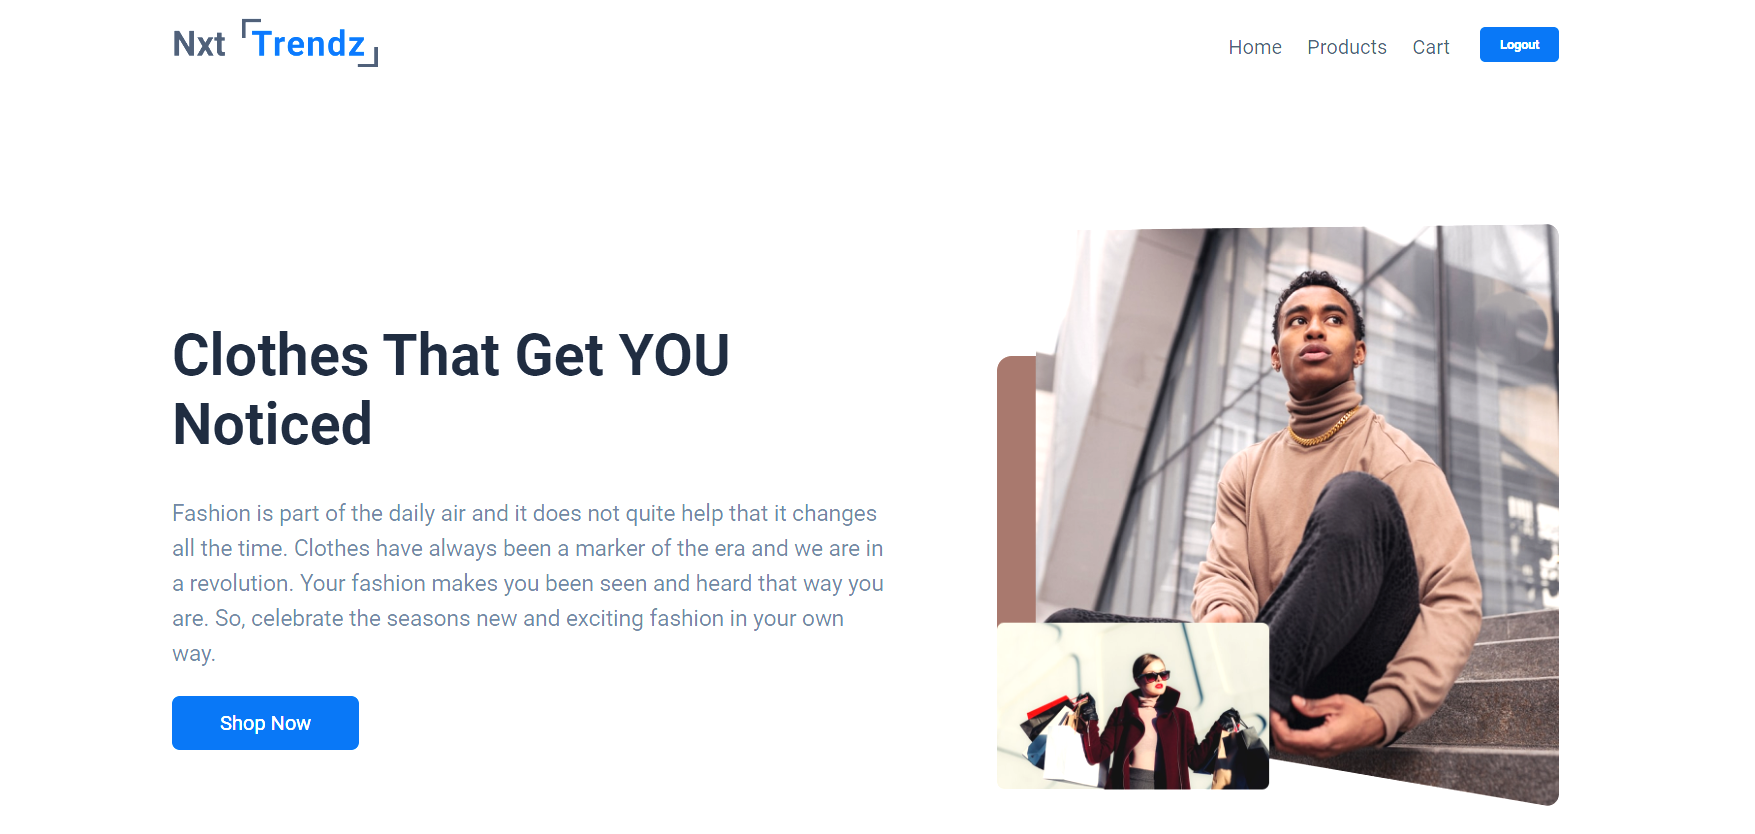 Nxt Trendz
Home Products Cart Logout
Clothes That Get YOU
Noticed
Fashion is part of the daily air and it does not quite help that it changes
all the time. Clothes have always been a marker of the era and we are in
a revolution. Your fashion makes you been seen and heard that way you
are. So, celebrate the seasons new and exciting fashion in your own
way.
Shop Now